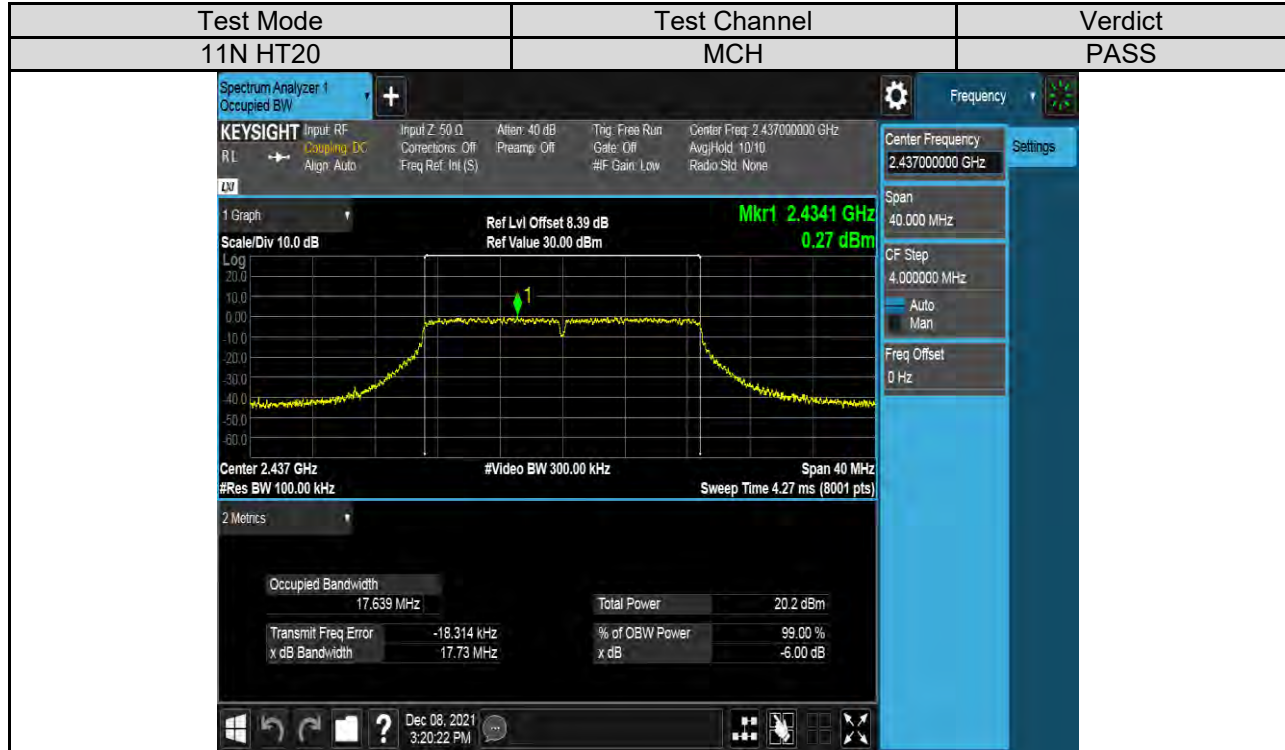 Test Mode Test Channel Verdict
11N HT20 MCH PASS
Spectrum Analyzer 1
Occupied BW
Frequency
KEYSIGHT Input: RF Input Z: 50 Ω Atten: 40 dB Trig: Free Run Center Freq: 2.437000000 GHz
RL Coupling: DC Corrections: Off Preamp: Off Gate: Off Avg|Hold: 10/10
Align: Auto Freq Ref: Int (S) #IF Gain: Low Radio Std: None
LXI
Center Frequency
2.437000000 GHz
Settings
Span
40.000 MHz
CF Step
4.000000 MHz
Auto
Man
Freq Offset
0 Hz
1 Graph Ref Lvl Offset 8.39 dB Mkr1 2.4341 GHz
Scale/Div 10.0 dB Ref Value 30.00 dBm 0.27 dBm
Log
20.0
10.0
1
0.00
-10.0
-20.0
-30.0
-40.0
-50.0
-60.0
Center 2.437 GHz #Video BW 300.00 kHz Span 40 MHz
#Res BW 100.00 kHz Sweep Time 4.27 ms (8001 pts)
2 Metrics
Occupied Bandwidth
17.639 MHz Total Power 20.2 dBm
Transmit Freq Error -18.314 kHz % of OBW Power 99.00 %
x dB Bandwidth 17.73 MHz x dB -6.00 dB
? Dec 08, 2021
3:20:22 PM